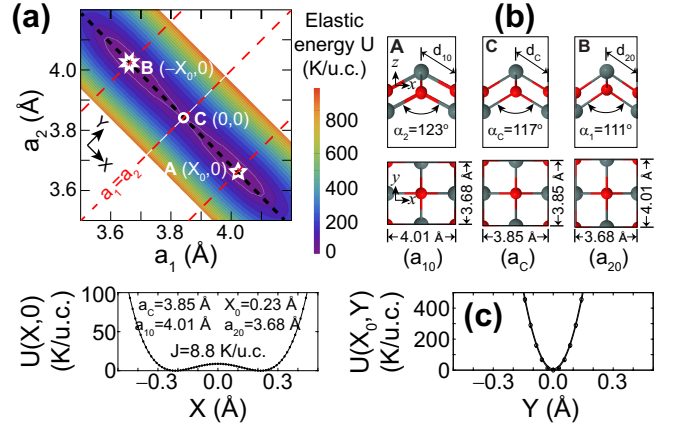 (a)
Elastic
energy U
(K/u.c.)
a₂ (Å)
4.0
3.8
3.6
B (−X₀,0)
C (0,0)
A (X₀,0)
Y
X
a₁=a₂
3.6
3.8
4.0
a₁ (Å)
800
600
400
200
0
(b)
A
d₁₀
z
x
α₂=123°
C
d_C
α_C=117°
B
d₂₀
α₁=111°
y
x
3.68 Å
3.85 Å
4.01 Å
4.01 Å
3.85 Å
3.68 Å
(a₁₀)
(a_C)
(a₂₀)
U(X,0)
(K/u.c.)
100
50
0
a_C=3.85 Å X₀=0.23 Å
a₁₀=4.01 Å a₂₀=3.68 Å
J=8.8 K/u.c.
−0.3
0.0
0.3
X (Å)
U(X₀,Y)
(K/u.c.)
400
200
0
(c)
−0.3
0.0
0.3
Y (Å)